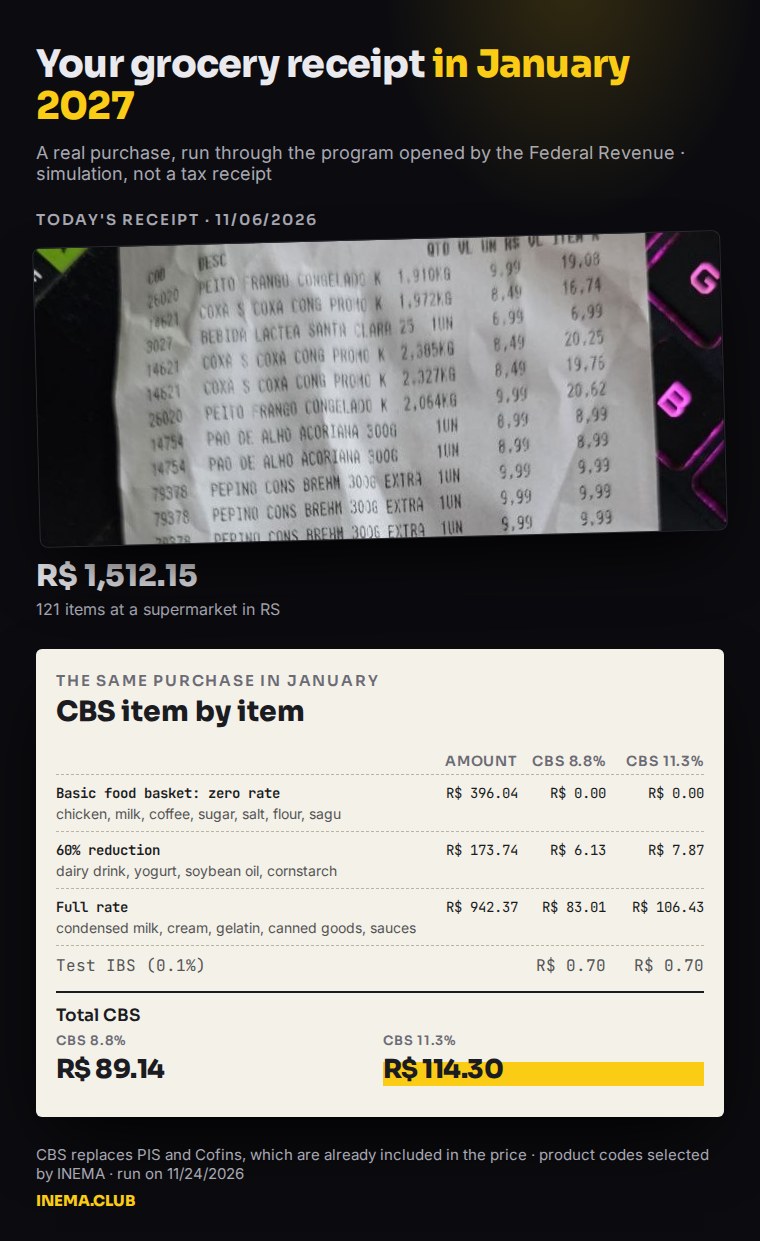 Your grocery receipt in January
2027
A real purchase, run through the program opened by the Federal Revenue ·
simulation, not a tax receipt
TODAY'S RECEIPT · 11/06/2026
COD DESC QTD VL UN R$ VL ITEM R
26020 PEITO FRANGO CONGELADO K 1,910KG 9,99 19,08
14621 COXA S COXA CONG PROMO K 1,972KG 8,49 16,74
3027 BEBIDA LACTEA SANTA CLARA 25 1UN 6,99 6,99
14621 COXA S COXA CONG PROMO K 2,385KG 8,49 20,25
14621 COXA S COXA CONG PROMO K 2,327KG 8,49 19,76
26020 PEITO FRANGO CONGELADO K 2,064KG 9,99 20,62
14754 PAO DE ALHO ACORIANA 300G 1UN 8,99 8,99
14754 PAO DE ALHO ACORIANA 300G 1UN 8,99 8,99
79378 PEPINO CONS BREHM 300G EXTRA 1UN 9,99 9,99
79378 PEPINO CONS BREHM 300G EXTRA 1UN 9,99 9,99
79378 PEPINO CONS BREHM 300G EXTRA 1UN 9,99 9,99
G
B
R$ 1,512.15
121 items at a supermarket in RS
THE SAME PURCHASE IN JANUARY
CBS item by item
AMOUNT CBS 8.8% CBS 11.3%
Basic food basket: zero rate R$ 396.04 R$ 0.00 R$ 0.00
chicken, milk, coffee, sugar, salt, flour, sagu
60% reduction R$ 173.74 R$ 6.13 R$ 7.87
dairy drink, yogurt, soybean oil, cornstarch
Full rate R$ 942.37 R$ 83.01 R$ 106.43
condensed milk, cream, gelatin, canned goods, sauces
Test IBS (0.1%) R$ 0.70 R$ 0.70
Total CBS
CBS 8.8% CBS 11.3%
R$ 89.14 R$ 114.30
CBS replaces PIS and Cofins, which are already included in the price · product codes selected
by INEMA · run on 11/24/2026
INEMA.CLUB